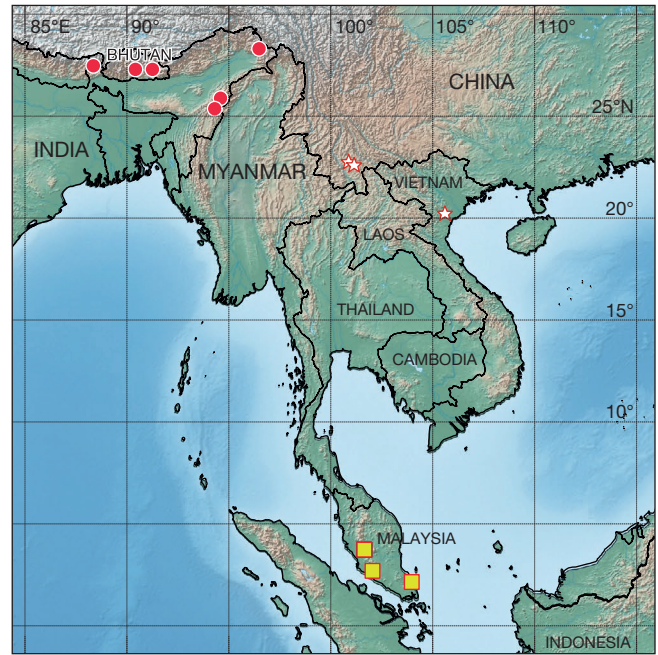 85°E 90° 100° 105° 110°
BHUTAN
CHINA
25°N
INDIA
MYANMAR
VIETNAM
20°
LAOS
THAILAND
15°
CAMBODIA
10°
MALAYSIA
INDONESIA